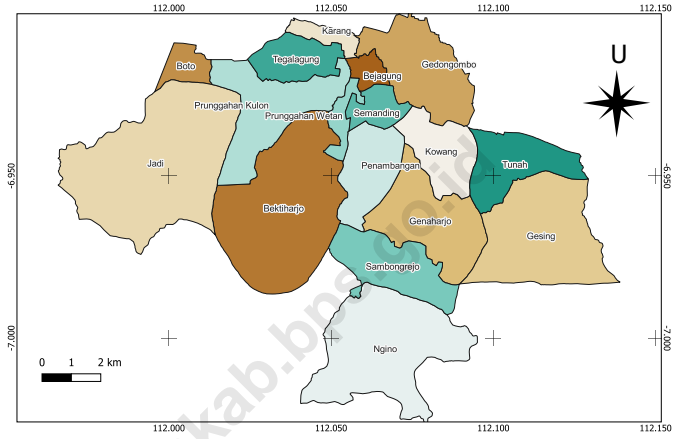 112.000 112.050 112.100 112.150
Karang
U
Tegalagung
Gedongombo
Boto
Bejagung
Prunggahan Kulon
Semanding
Prunggahan Wetan
Kowang
Jadi
Penambangan
Tunah
-6.950
-6.950
Bektiharjo
Genaharjo
Gesing
Sambongrejo
-7.000
-7.000
Ngino
0 1 2 km
kab.bps.go.id
112.000 112.050 112.100 112.150